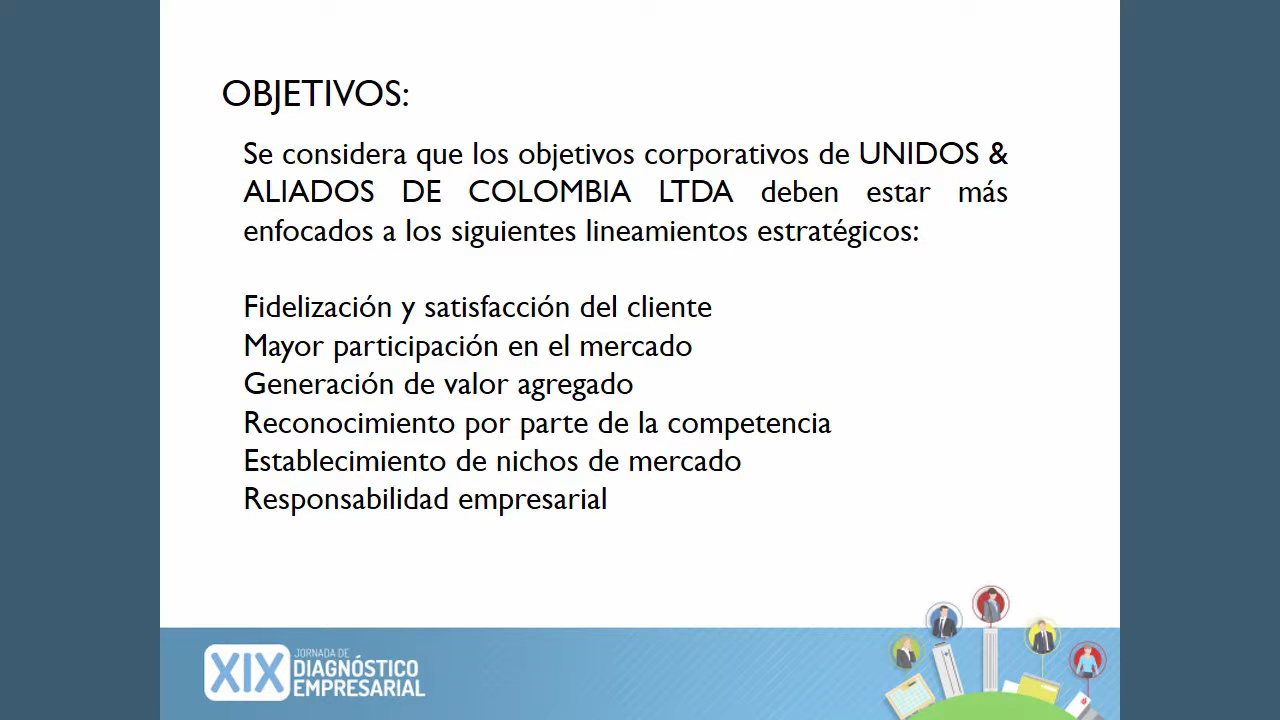 OBJETIVOS:
Se considera que los objetivos corporativos de UNIDOS &
ALIADOS DE COLOMBIA LTDA deben estar más
enfocados a los siguientes lineamientos estratégicos:
Fidelización y satisfacción del cliente
Mayor participación en el mercado
Generación de valor agregado
Reconocimiento por parte de la competencia
Establecimiento de nichos de mercado
Responsabilidad empresarial
XIX
JORNADA DE
DIAGNÓSTICO
EMPRESARIAL